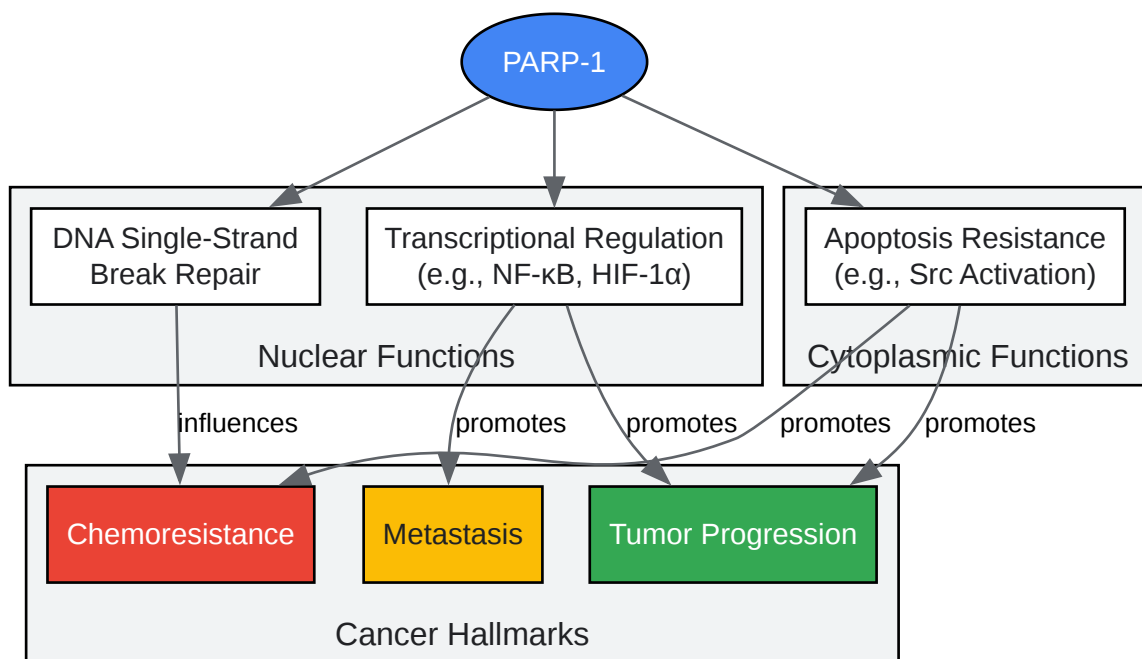 PARP-1
DNA Single-Strand
Break Repair
Transcriptional Regulation
(e.g., NF-κB, HIF-1α)
Nuclear Functions
Apoptosis Resistance
(e.g., Src Activation)
Cytoplasmic Functions
influences
promotes
promotes
promotes
promotes
Chemoresistance
Metastasis
Tumor Progression
Cancer Hallmarks